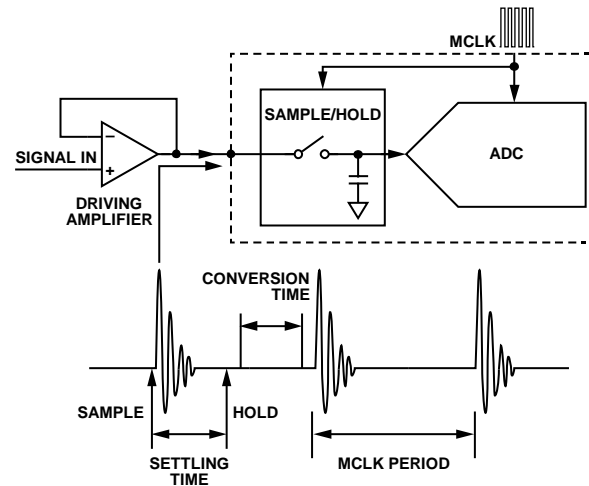 MCLK
SAMPLE/HOLD
ADC
–
SIGNAL IN
+
DRIVING
AMPLIFIER
CONVERSION
TIME
SAMPLE
HOLD
SETTLING
TIME
MCLK PERIOD